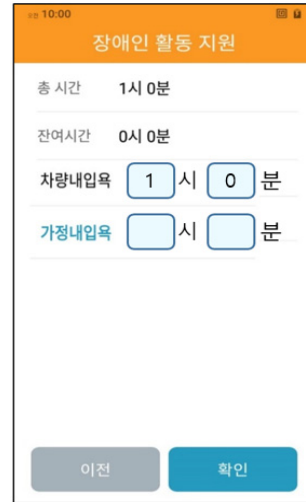 오전 10:00
장애인 활동 지원
총 시간 1시 0분
잔여시간 0시 0분
차량내입욕 1 시 0 분
가정내입욕 시 분
이전 확인